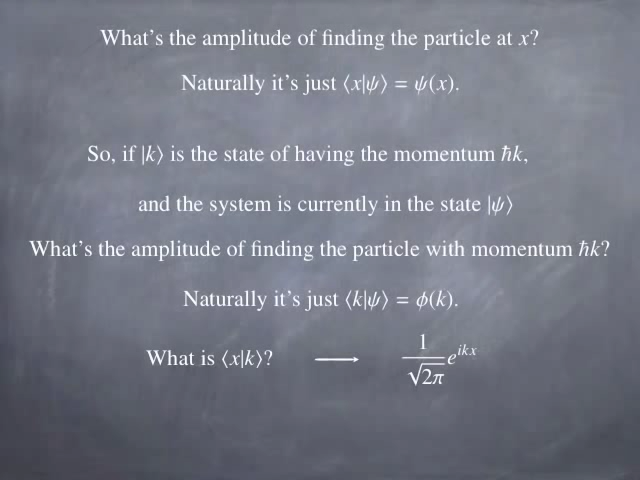 What's the amplitude of finding the particle at x?
Naturally it's just ⟨x|ψ⟩ = ψ(x).
So, if |k⟩ is the state of having the momentum ℏk,
and the system is currently in the state |ψ⟩
What's the amplitude of finding the particle with momentum ℏk?
Naturally it's just ⟨k|ψ⟩ = ϕ(k).
What is ⟨x|k⟩? ⟶ 1/√2π e^{ikx}